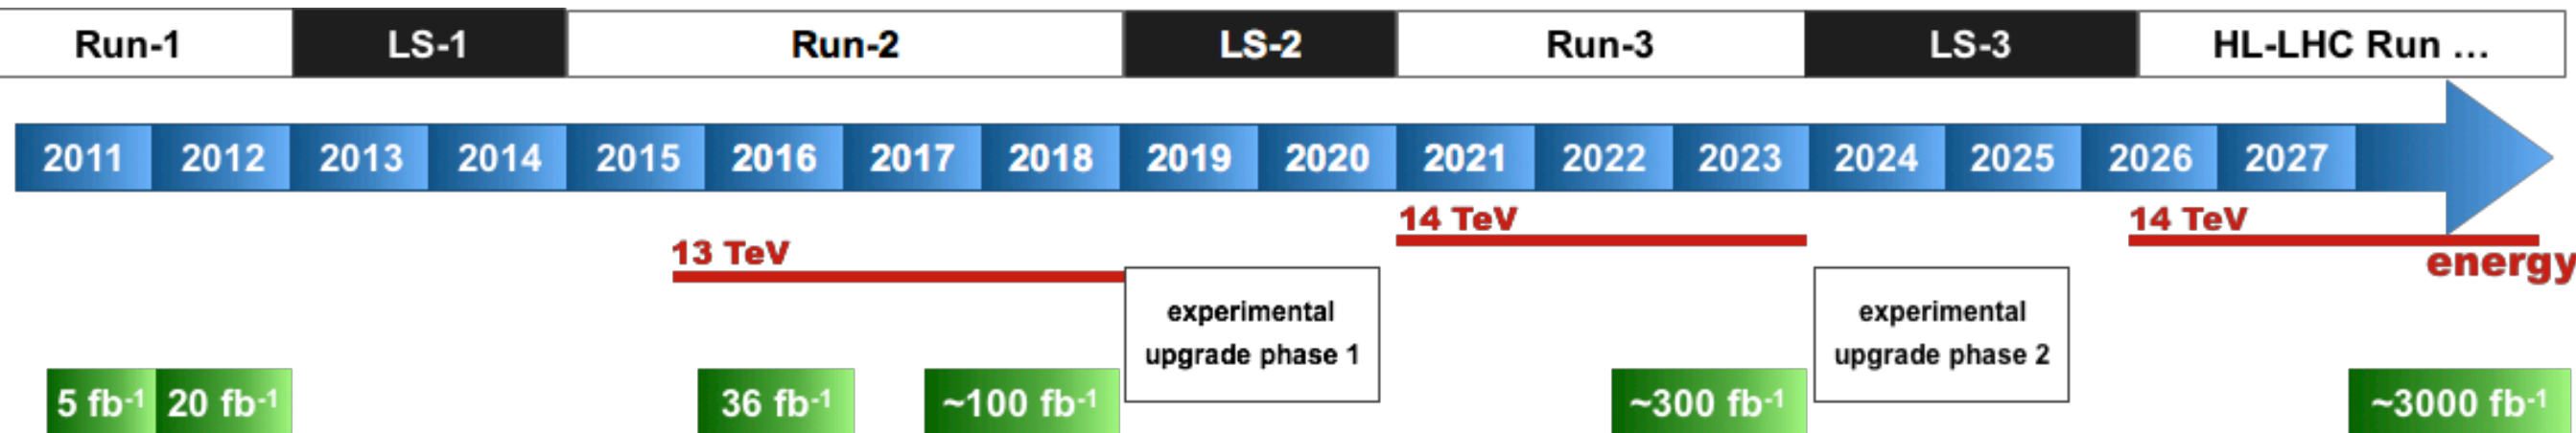 Run-1 LS-1 Run-2 LS-2 Run-3 LS-3 HL-LHC Run ...
2011 2012 2013 2014 2015 2016 2017 2018 2019 2020 2021 2022 2023 2024 2025 2026 2027
14 TeV 14 TeV
13 TeV energy
experimental experimental
upgrade phase 1 upgrade phase 2
5 fb-1 20 fb-1 36 fb-1 ~100 fb-1 ~300 fb-1 ~3000 fb-1